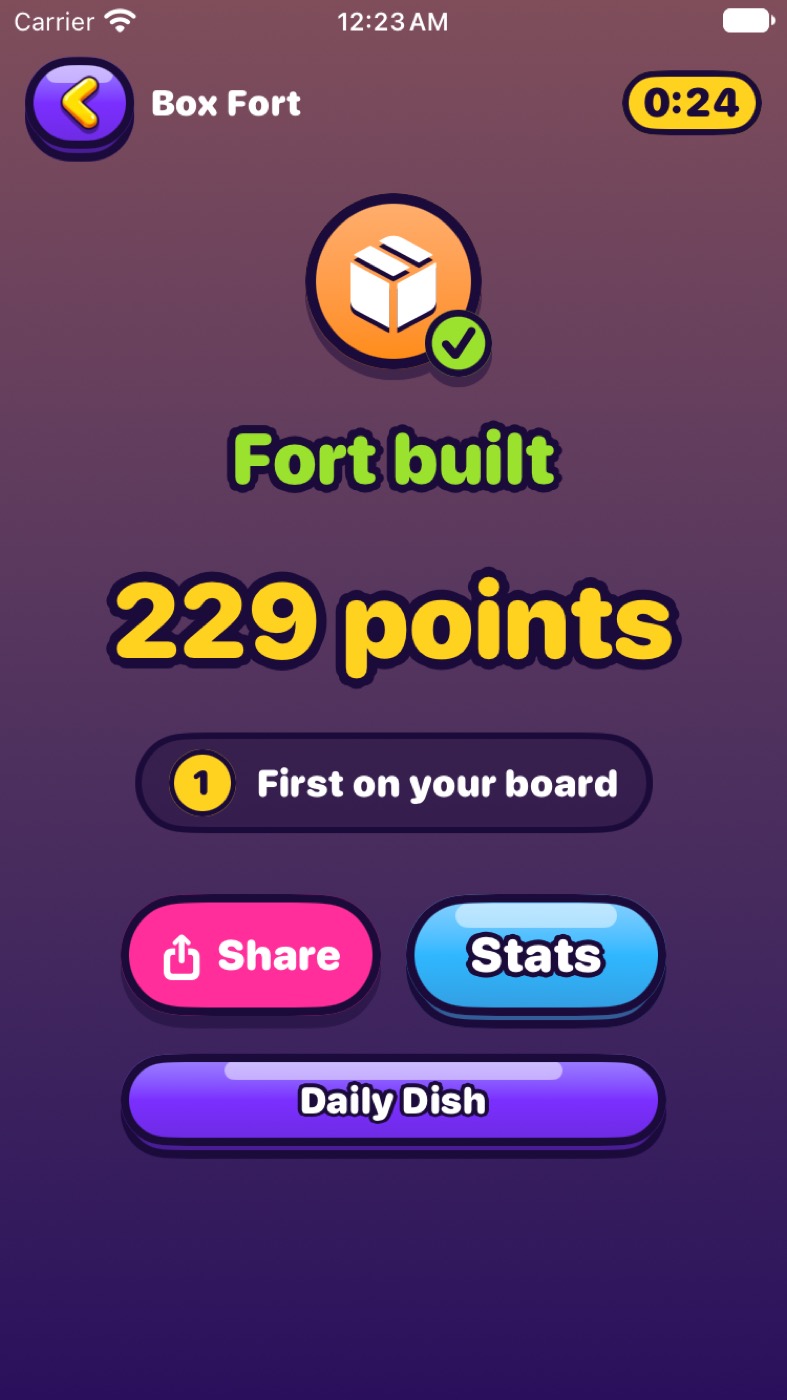 Carrier 12:23 AM
Box Fort 0:24
Fort built
229 points
1 First on your board
Share Stats
Daily Dish